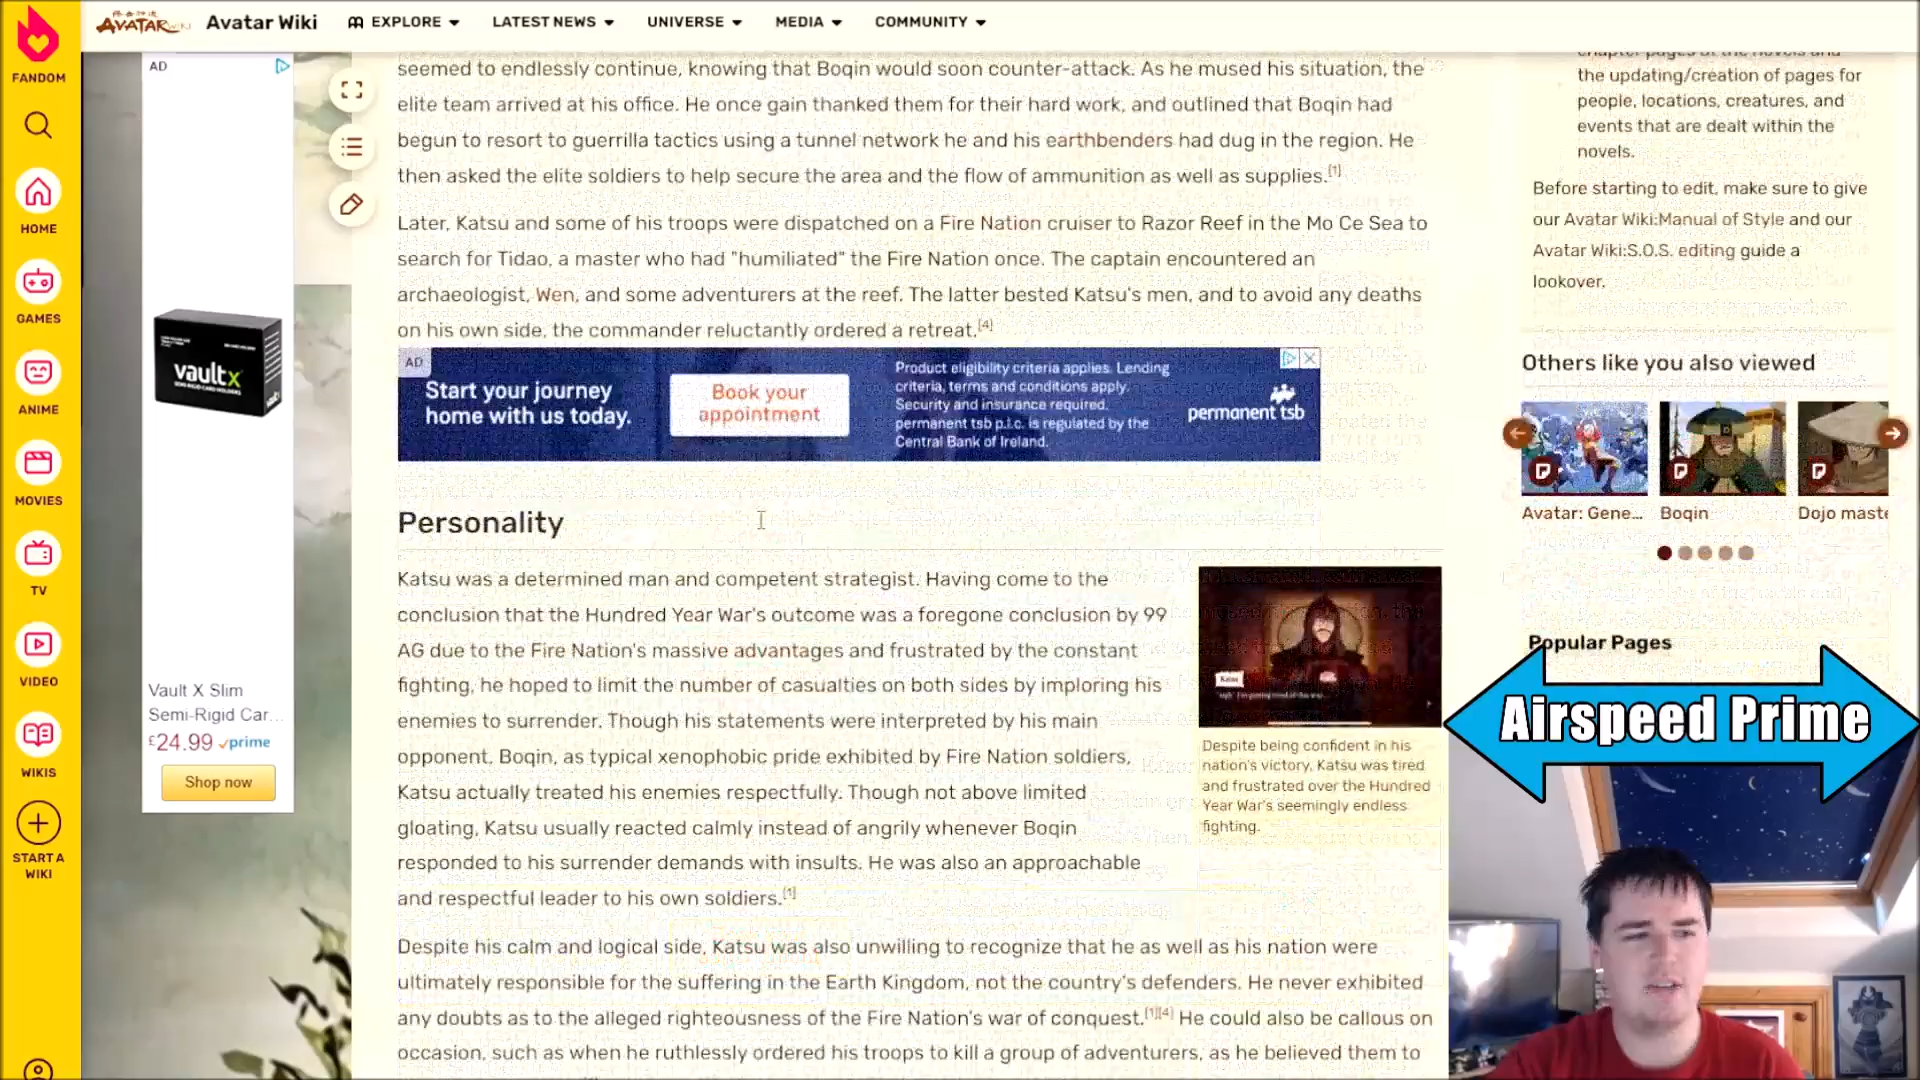 AVATAR WIKI
Avatar Wiki
EXPLORE
LATEST NEWS
UNIVERSE
MEDIA
COMMUNITY
FANDOM
HOME
GAMES
ANIME
MOVIES
TV
VIDEO
WIKIS
START A
WIKI
AD
vaultx
Vault X Slim
Semi-Rigid Car...
£24.99 prime
Shop now
seemed to endlessly continue, knowing that Boqin would soon counter-attack. As he mused his situation, the
elite team arrived at his office. He once gain thanked them for their hard work, and outlined that Boqin had
begun to resort to guerrilla tactics using a tunnel network he and his earthbenders had dug in the region. He
then asked the elite soldiers to help secure the area and the flow of ammunition as well as supplies.[1]
Later, Katsu and some of his troops were dispatched on a Fire Nation cruiser to Razor Reef in the Mo Ce Sea to
search for Tidao, a master who had "humiliated" the Fire Nation once. The captain encountered an
archaeologist, Wen, and some adventurers at the reef. The latter bested Katsu's men, and to avoid any deaths
on his own side, the commander reluctantly ordered a retreat.[4]
AD
Start your journey
home with us today.
Book your
appointment
Product eligibility criteria applies. Lending
criteria, terms and conditions apply.
Security and insurance required.
permanent tsb p.l.c. is regulated by the
Central Bank of Ireland.
permanent tsb
Personality
Katsu was a determined man and competent strategist. Having come to the
conclusion that the Hundred Year War's outcome was a foregone conclusion by 99
AG due to the Fire Nation's massive advantages and frustrated by the constant
fighting, he hoped to limit the number of casualties on both sides by imploring his
enemies to surrender. Though his statements were interpreted by his main
opponent, Boqin, as typical xenophobic pride exhibited by Fire Nation soldiers,
Katsu actually treated his enemies respectfully. Though not above limited
gloating, Katsu usually reacted calmly instead of angrily whenever Boqin
responded to his surrender demands with insults. He was also an approachable
and respectful leader to his own soldiers.[1]
Katsu
Despite being confident in his
nation's victory, Katsu was tired
and frustrated over the Hundred
Year War's seemingly endless
fighting.
Despite his calm and logical side, Katsu was also unwilling to recognize that he as well as his nation were
ultimately responsible for the suffering in the Earth Kingdom, not the country's defenders. He never exhibited
any doubts as to the alleged righteousness of the Fire Nation's war of conquest.[1][4] He could also be callous on
occasion, such as when he ruthlessly ordered his troops to kill a group of adventurers, as he believed them to
chapter pages of the novels and
the updating/creation of pages for
people, locations, creatures, and
events that are dealt within the
novels.
Before starting to edit, make sure to give
our Avatar Wiki:Manual of Style and our
Avatar Wiki:S.O.S. editing guide a
lookover.
Others like you also viewed
Avatar: Gene...
Boqin
Dojo maste
Popular Pages
Airspeed Prime